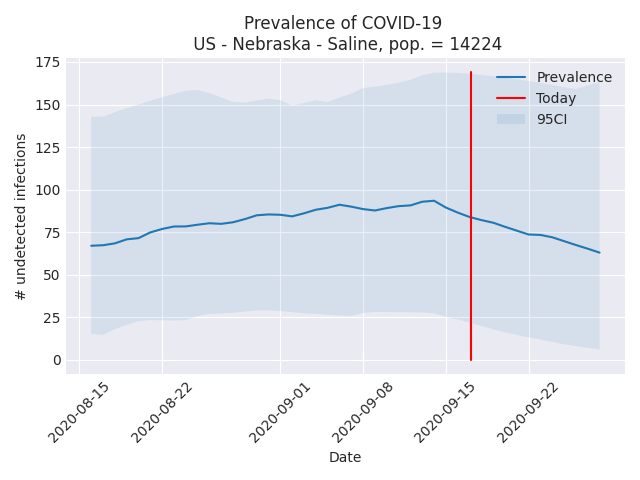 Prevalence of COVID-19
US - Nebraska - Saline, pop. = 14224
175
150
125
100
75
50
25
0
# undetected infections
Prevalence
Today
95CI
2020-08-15
2020-08-22
2020-09-01
2020-09-08
2020-09-15
2020-09-22
Date